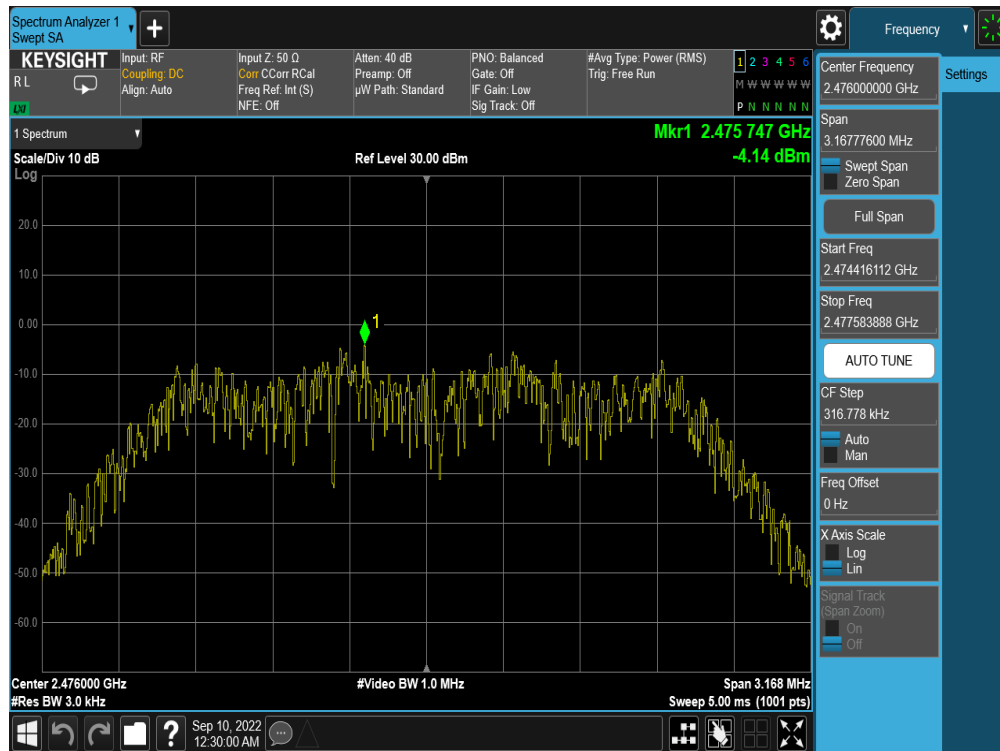 Spectrum Analyzer 1
Swept SA
+
Frequency
KEYSIGHT
R L
LXI
Input: RF
Coupling: DC
Align: Auto
Input Z: 50 Ω
Corr CCorr RCal
Freq Ref: Int (S)
NFE: Off
Atten: 40 dB
Preamp: Off
µW Path: Standard
PNO: Balanced
Gate: Off
IF Gain: Low
Sig Track: Off
#Avg Type: Power (RMS)
Trig: Free Run
1 2 3 4 5 6
M W W W W W
P N N N N N
1 Spectrum
Scale/Div 10 dB
Ref Level 30.00 dBm
Mkr1 2.475 747 GHz
-4.14 dBm
Log
20.0
10.0
0.00
1
-10.0
-20.0
-30.0
-40.0
-50.0
-60.0
Center 2.476000 GHz
#Video BW 1.0 MHz
Span 3.168 MHz
#Res BW 3.0 kHz
Sweep 5.00 ms (1001 pts)
?
Sep 10, 2022
12:30:00 AM
Center Frequency
2.476000000 GHz
Settings
Span
3.16777600 MHz
Swept Span
Zero Span
Full Span
Start Freq
2.474416112 GHz
Stop Freq
2.477583888 GHz
AUTO TUNE
CF Step
316.778 kHz
Auto
Man
Freq Offset
0 Hz
X Axis Scale
Log
Lin
Signal Track
(Span Zoom)
On
Off